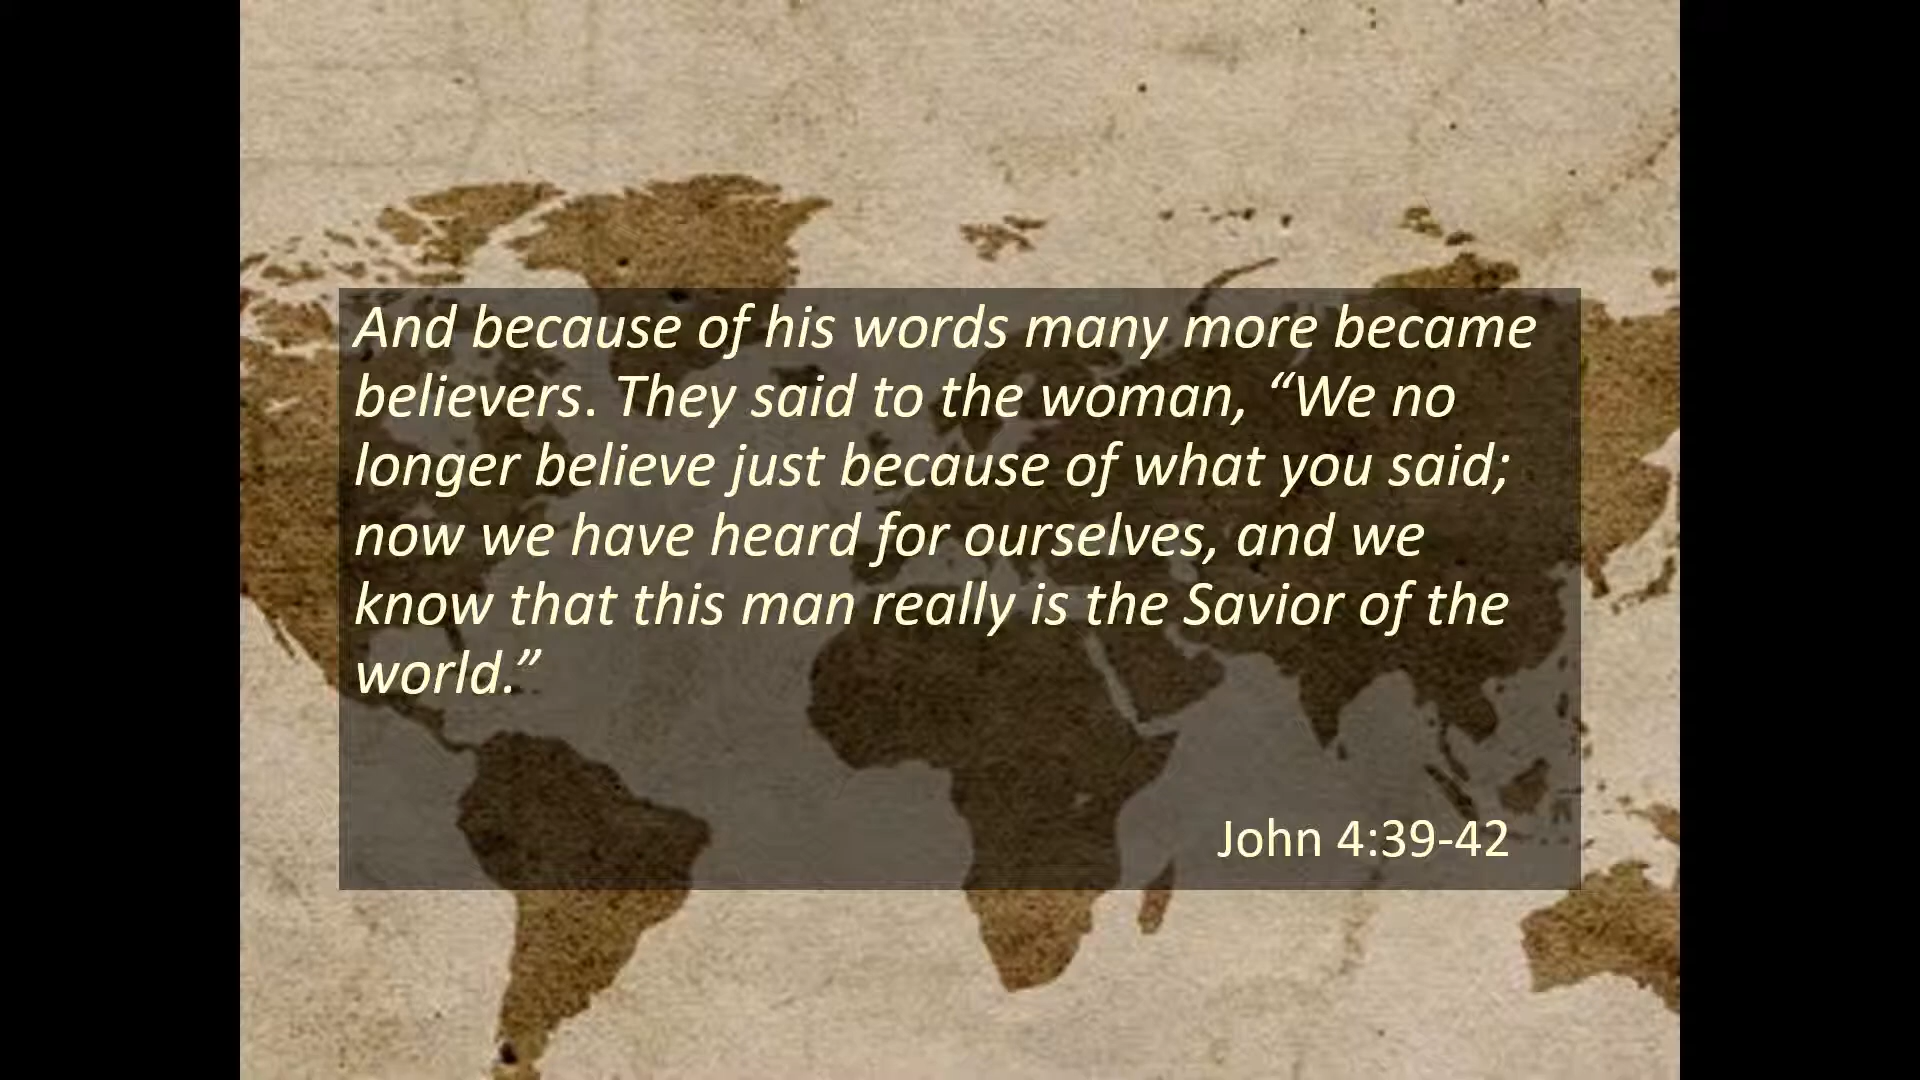 And because of his words many more became
believers. They said to the woman, “We no
longer believe just because of what you said;
now we have heard for ourselves, and we
know that this man really is the Savior of the
world.”
John 4:39-42